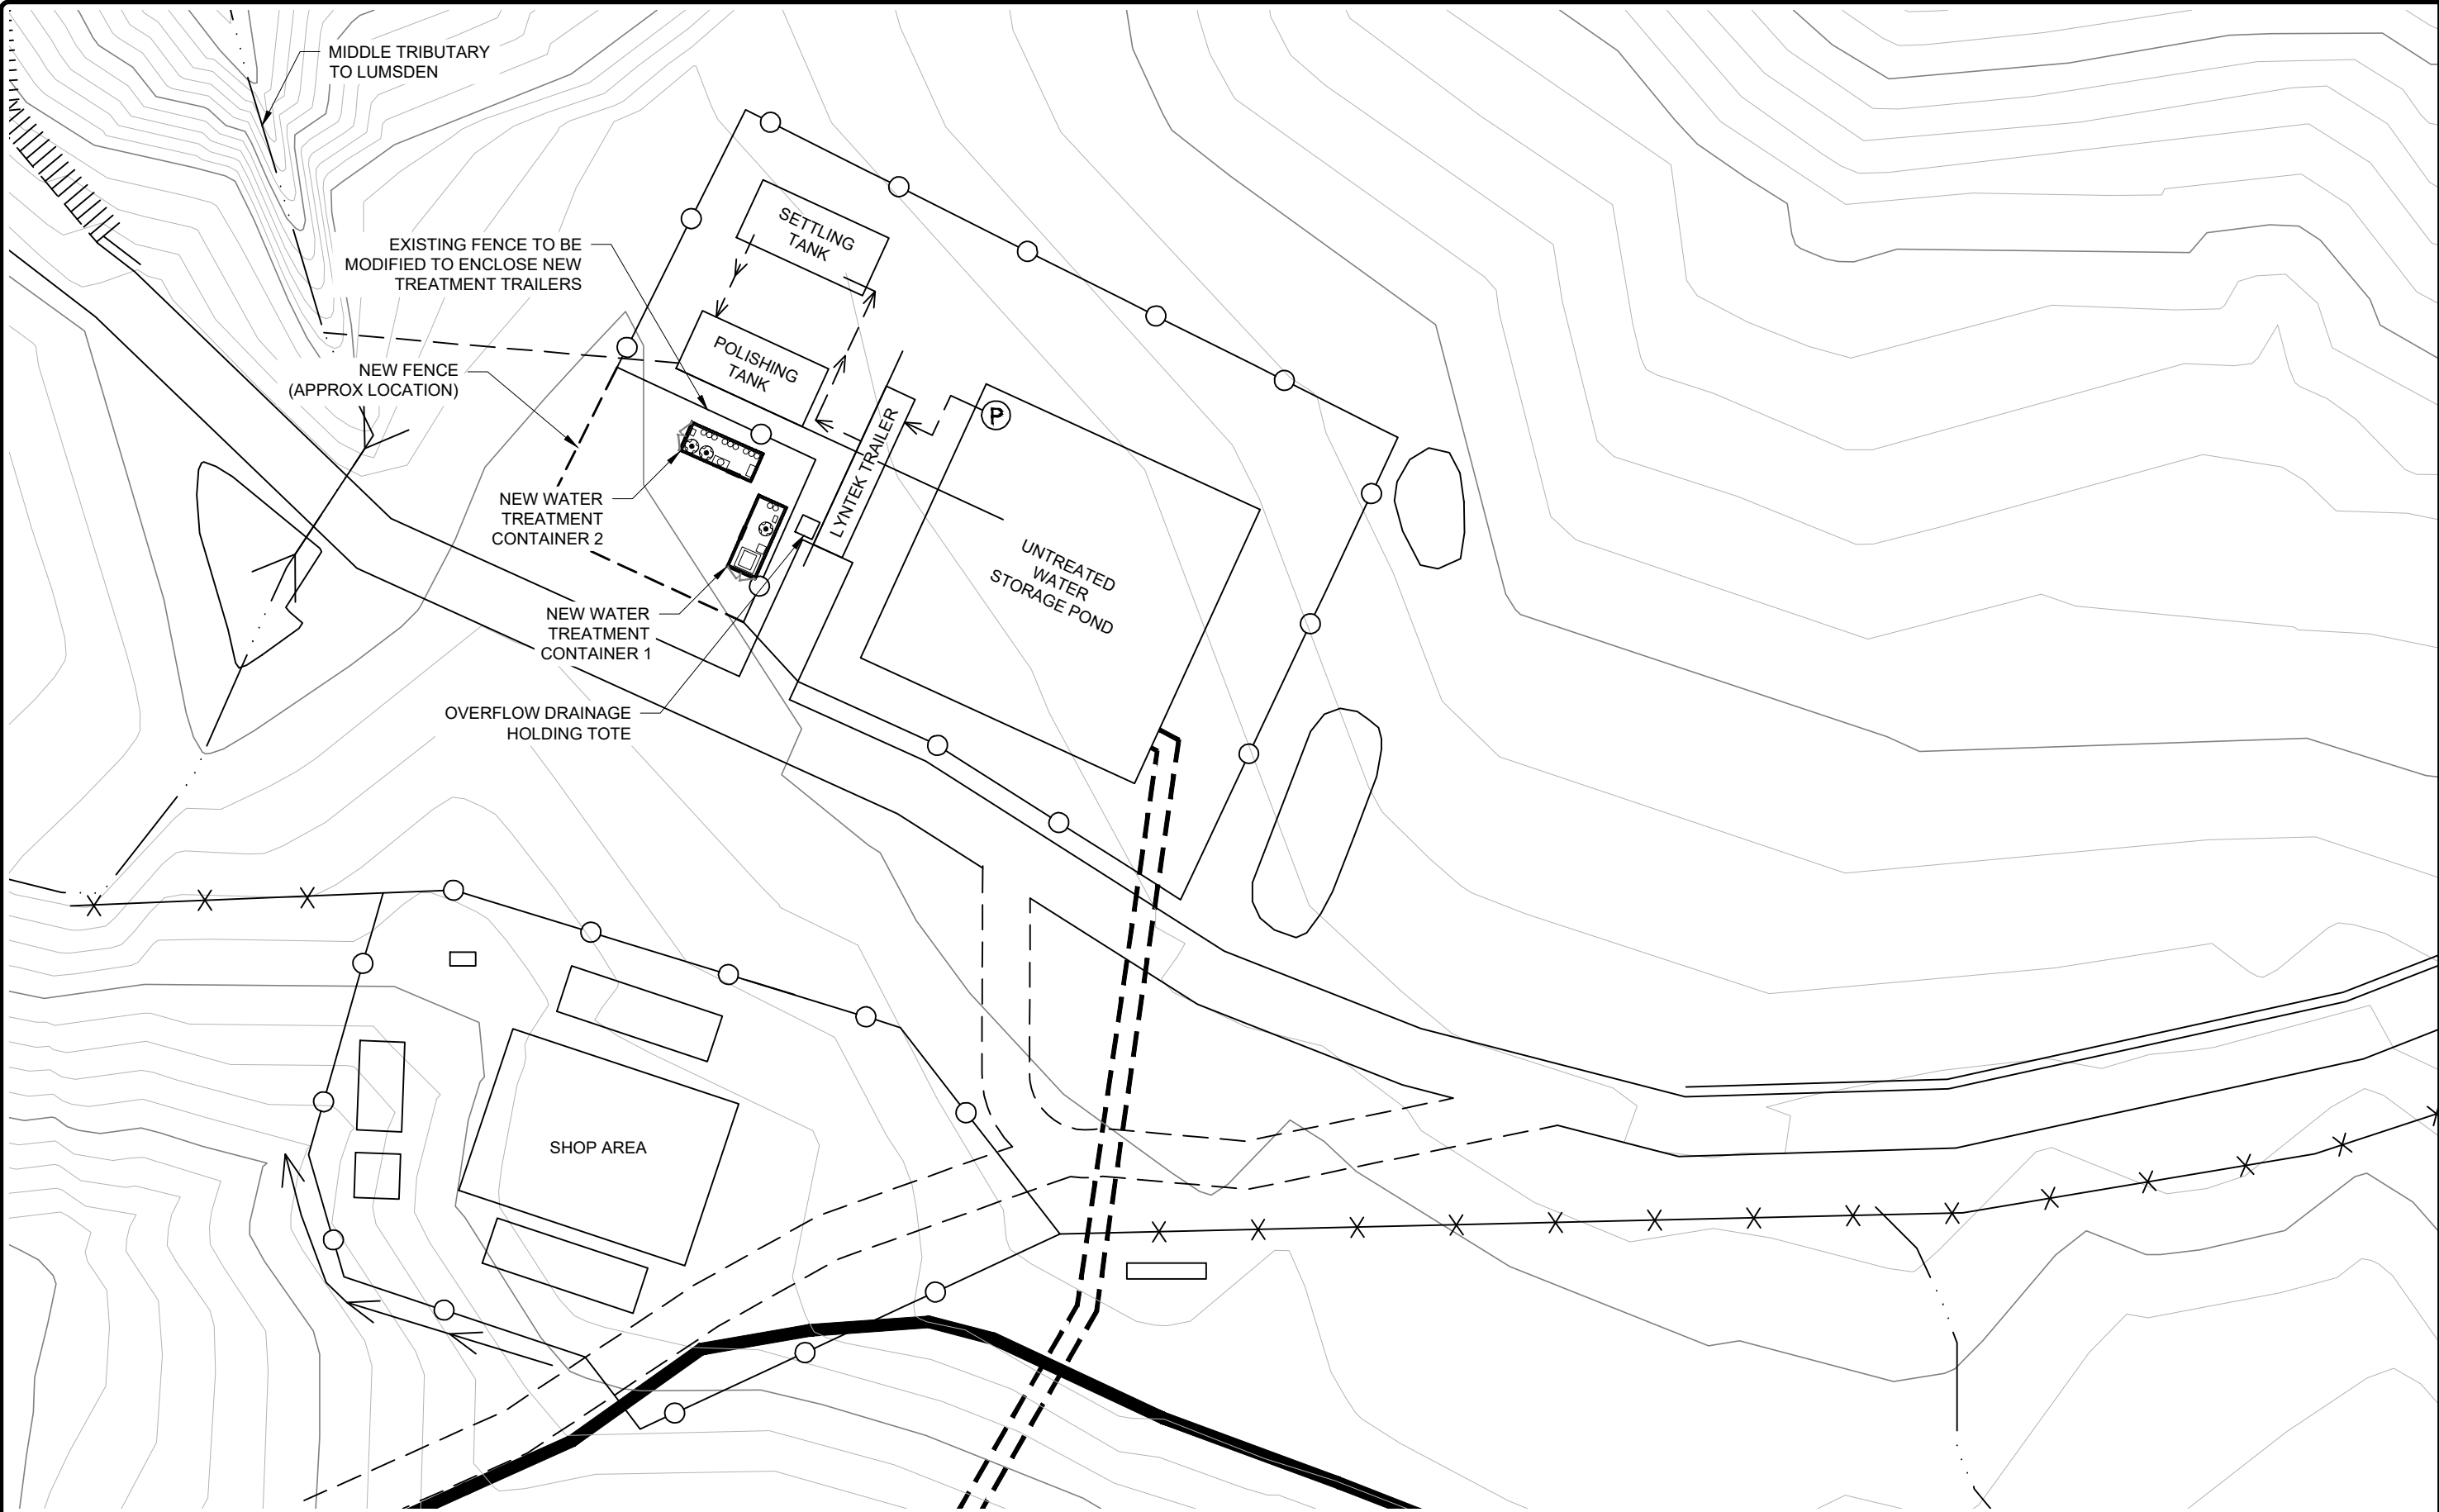 MIDDLE TRIBUTARY
TO LUMSDEN
SETTLING
TANK
EXISTING FENCE TO BE
MODIFIED TO ENCLOSE NEW
TREATMENT TRAILERS
POLISHING
TANK
NEW FENCE
(APPROX LOCATION)
P
LYNTEK TRAILER
NEW WATER
TREATMENT
CONTAINER 2
UNTREATED
WATER
STORAGE POND
NEW WATER
TREATMENT
CONTAINER 1
OVERFLOW DRAINAGE
HOLDING TOTE
SHOP AREA